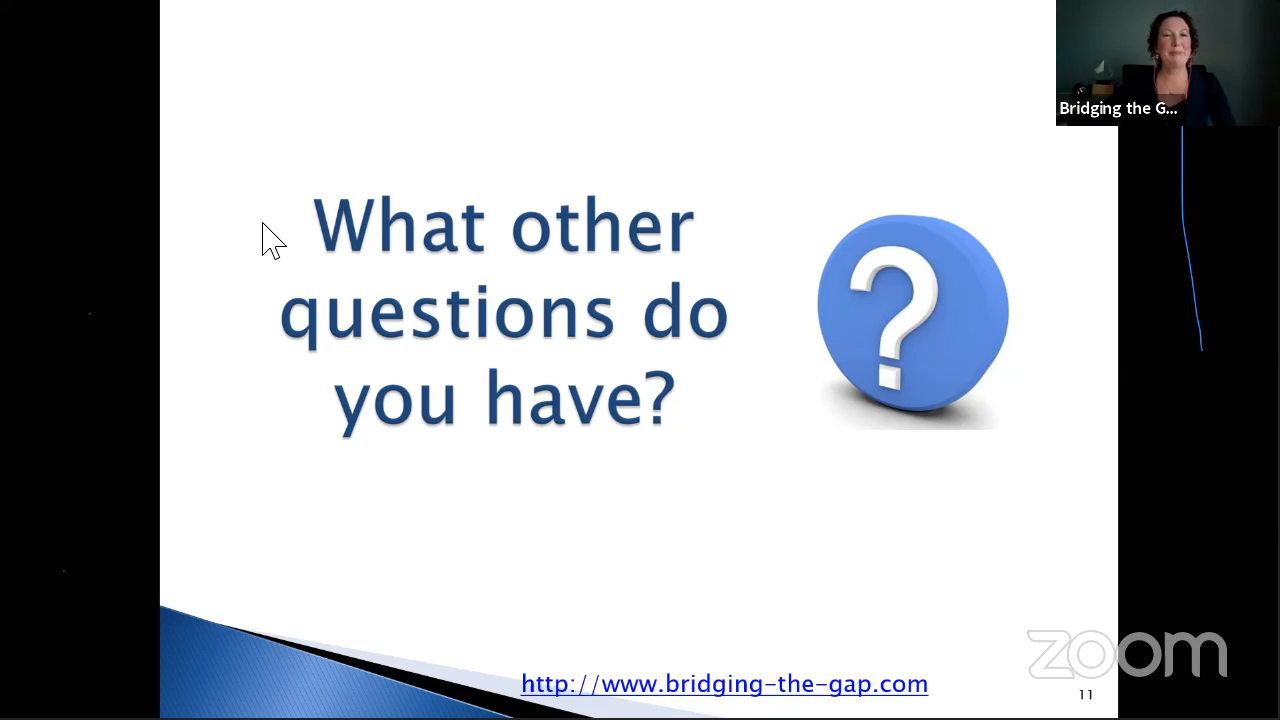 Bridging the G...
What other
questions do
you have?
?
http://www.bridging-the-gap.com
zoom
11